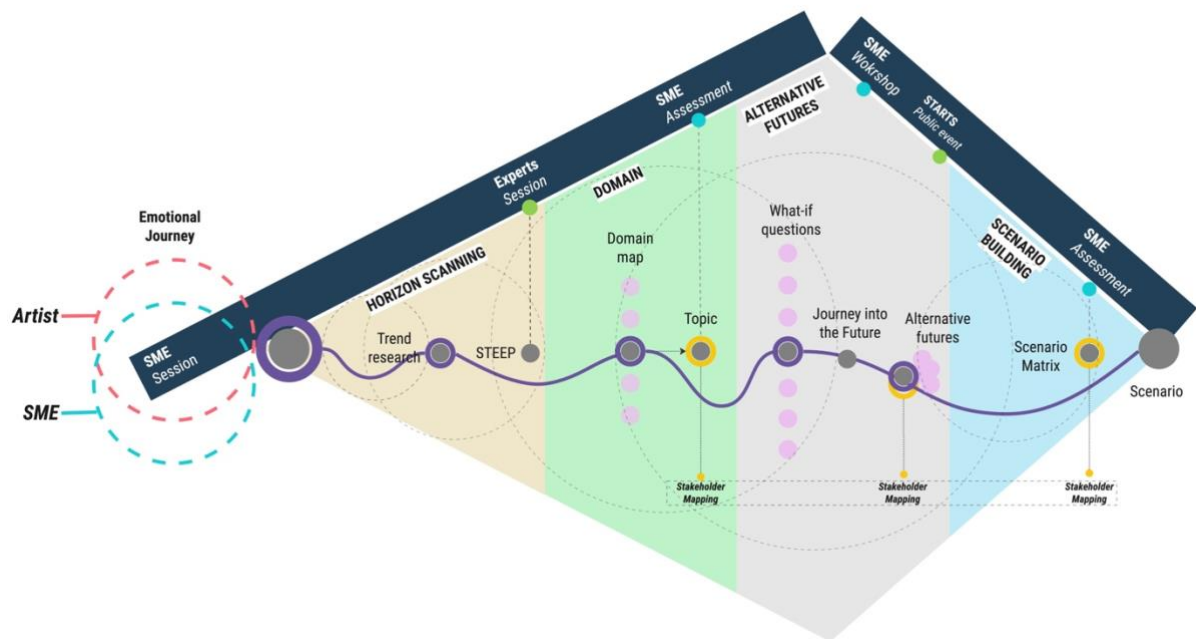 Emotional
Journey
Artist
SME
SME
Session
HORIZON SCANNING
Trend
research
STEEP
Experts
Session
DOMAIN
Domain
map
Topic
SME
Assessment
ALTERNATIVE
FUTURES
What-if
questions
Journey into
the Future
Alternative
futures
SME
Wokrshop
STARTS
Public event
SCENARIO
BUILDING
SME
Assessment
Scenario
Matrix
Scenario
Stakeholder
Mapping
Stakeholder
Mapping
Stakeholder
Mapping